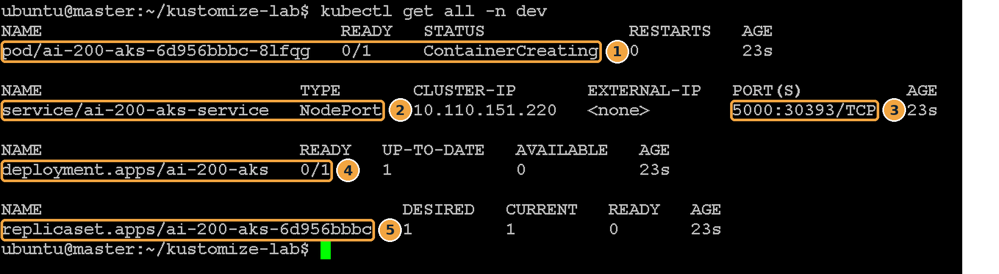 ubuntu@master:~/kustomize-lab$ kubectl get all -n dev
NAME READY STATUS RESTARTS AGE
pod/ai-200-aks-6d956bbbc-8lfqg 0/1 ContainerCreating 1 0 23s
NAME TYPE CLUSTER-IP EXTERNAL-IP PORT(S) AGE
service/ai-200-aks-service NodePort 2 10.110.151.220 <none> 5000:30393/TCP 3 23s
NAME READY UP-TO-DATE AVAILABLE AGE
deployment.apps/ai-200-aks 0/1 4 1 0 23s
NAME DESIRED CURRENT READY AGE
replicaset.apps/ai-200-aks-6d956bbbc 5 1 1 0 23s
ubuntu@master:~/kustomize-lab$